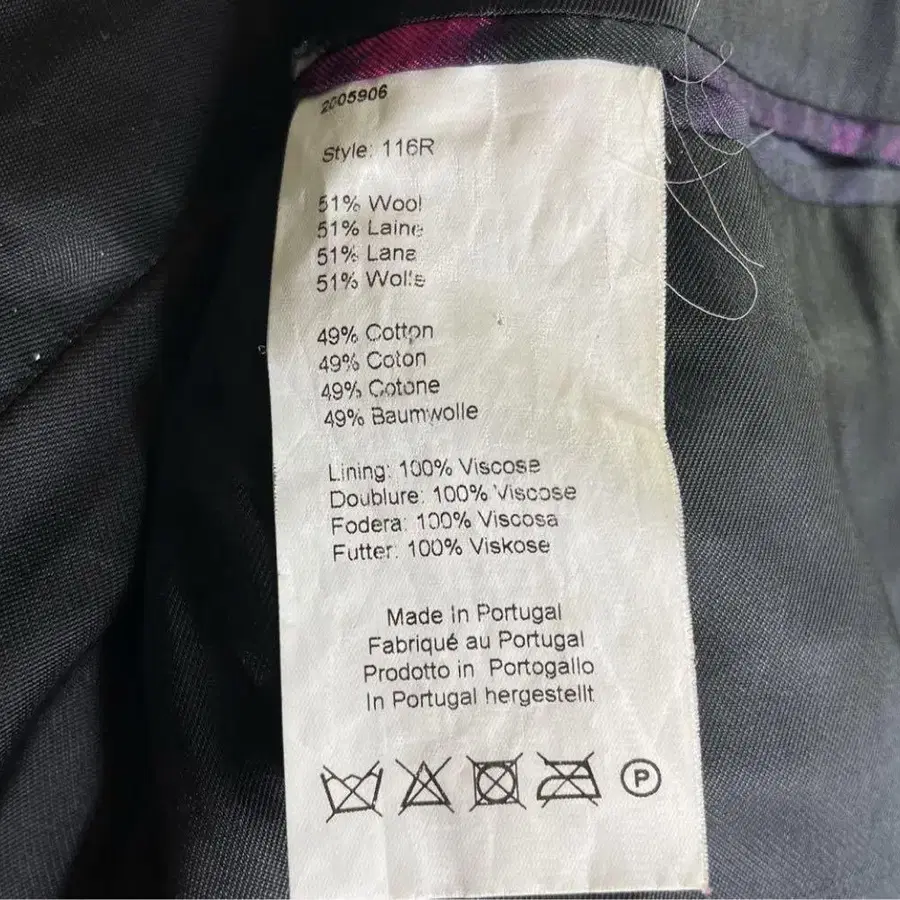 2005906
Style: 116R
51% Wool
51% Laine
51% Lana
51% Wolle
49% Cotton
49% Coton
49% Cotone
49% Baumwolle
Lining: 100% Viscose
Doublure: 100% Viscose
Fodera: 100% Viscosa
Futter: 100% Viskose
Made In Portugal
Fabriqué au Portugal
Prodotto in Portogallo
In Portugal hergestellt
P